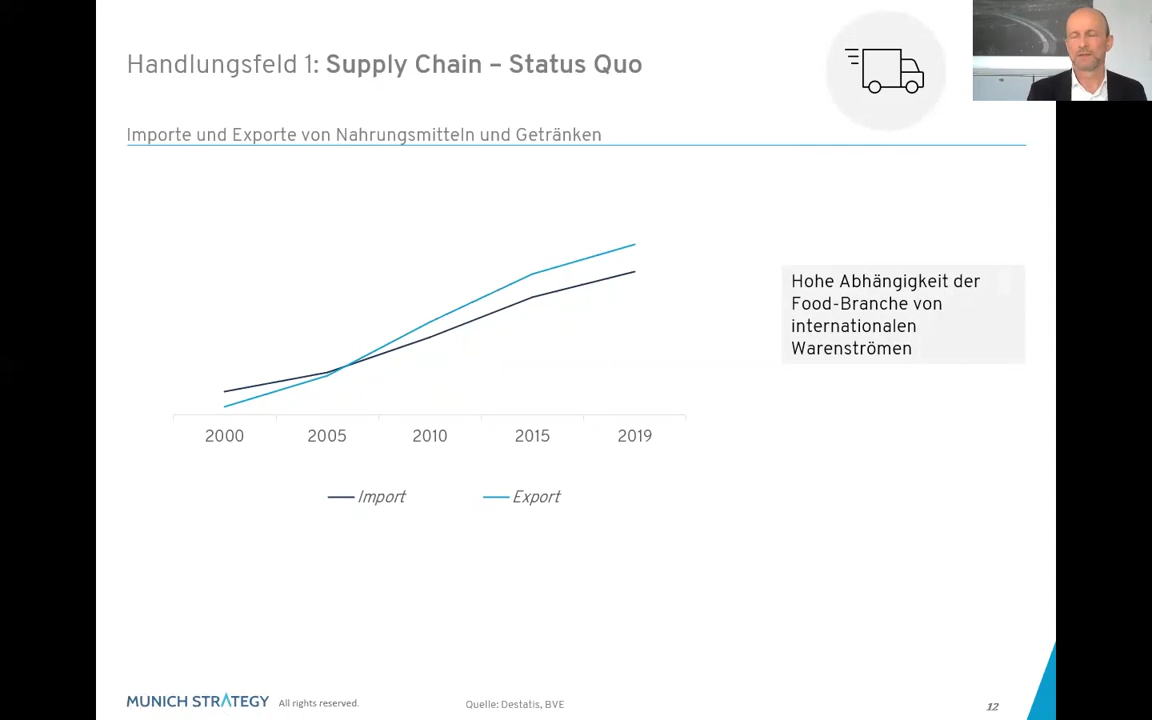 Handlungsfeld 1: Supply Chain – Status Quo
Importe und Exporte von Nahrungsmitteln und Getränken
Hohe Abhängigkeit der
Food-Branche von
internationalen
Warenströmen
2000 2005 2010 2015 2019
Import Export
MUNICH STRATEGY All rights reserved. Quelle: Destatis, BVE 12